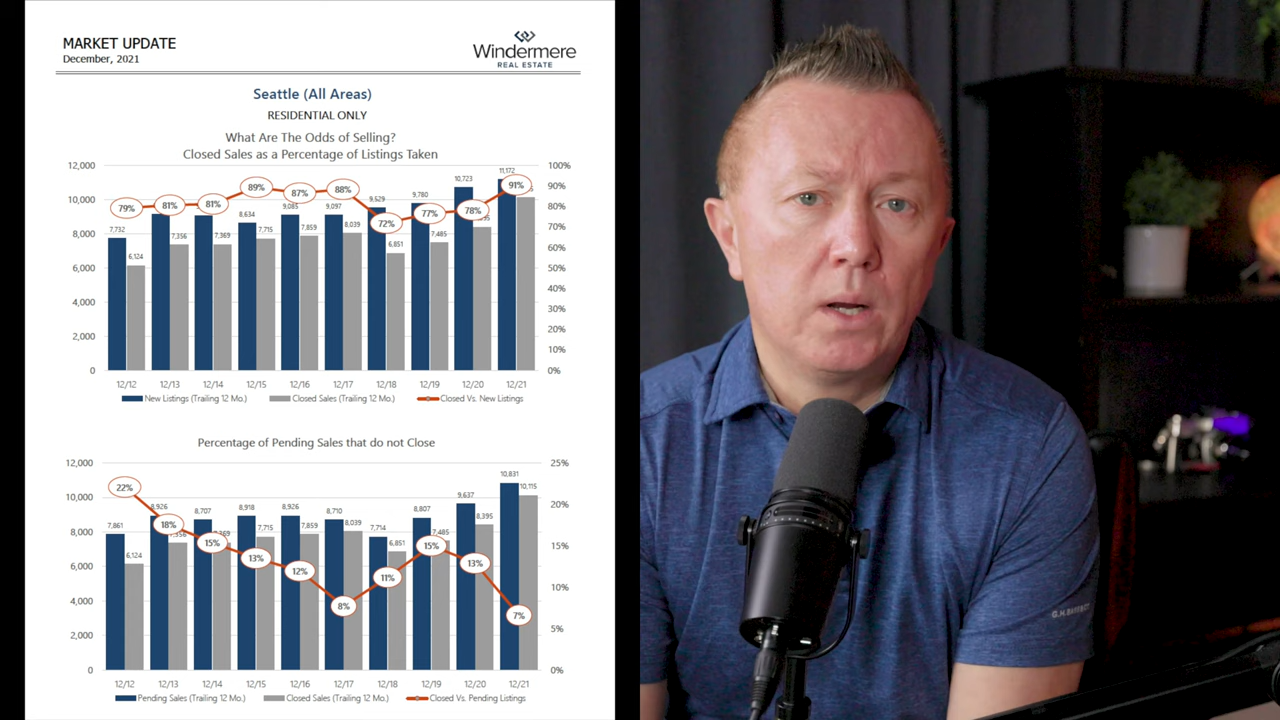 MARKET UPDATE
December, 2021
Windermere
REAL ESTATE
Seattle (All Areas)
RESIDENTIAL ONLY
What Are The Odds of Selling?
Closed Sales as a Percentage of Listings Taken
12,000
10,000
8,000
6,000
4,000
2,000
0
100%
90%
80%
70%
60%
50%
40%
30%
20%
10%
0%
79% 81% 81% 89% 87% 88% 72% 77% 78% 91%
7,732 8,634 9,085 9,097 9,529 9,780 10,723 11,172
6,124 7,356 7,369 7,715 7,859 8,039 6,851 7,485
12/12 12/13 12/14 12/15 12/16 12/17 12/18 12/19 12/20 12/21
New Listings (Trailing 12 Mo.) Closed Sales (Trailing 12 Mo.) Closed Vs. New Listings
Percentage of Pending Sales that do not Close
12,000
10,000
8,000
6,000
4,000
2,000
0
25%
20%
15%
10%
5%
0%
22% 18% 15% 13% 12% 8% 11% 15% 13% 7%
7,861 8,926 8,707 8,918 8,926 8,710 7,714 8,807 9,637 10,831
6,124 7,715 7,859 8,039 6,851 8,395 10,115
12/12 12/13 12/14 12/15 12/16 12/17 12/18 12/19 12/20 12/21
Pending Sales (Trailing 12 Mo.) Closed Sales (Trailing 12 Mo.) Closed Vs. Pending Listings